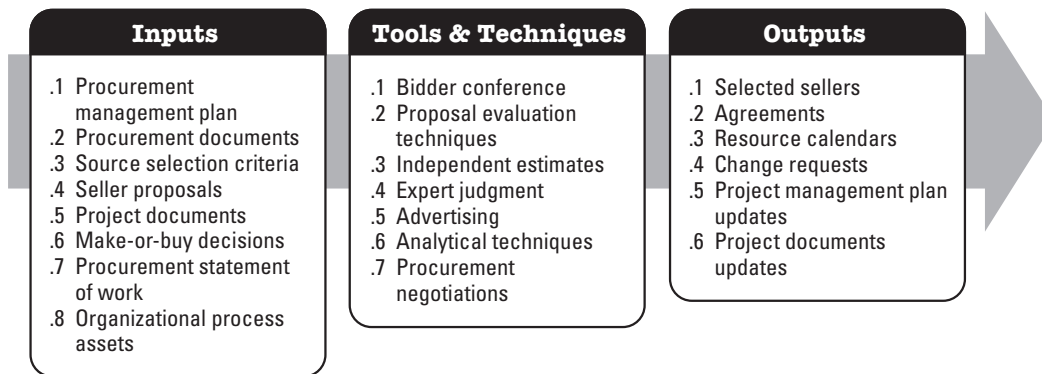 Inputs
.1 Procurement
management plan
.2 Procurement documents
.3 Source selection criteria
.4 Seller proposals
.5 Project documents
.6 Make-or-buy decisions
.7 Procurement statement
of work
.8 Organizational process
assets
Tools & Techniques
.1 Bidder conference
.2 Proposal evaluation
techniques
.3 Independent estimates
.4 Expert judgment
.5 Advertising
.6 Analytical techniques
.7 Procurement
negotiations
Outputs
.1 Selected sellers
.2 Agreements
.3 Resource calendars
.4 Change requests
.5 Project management plan
updates
.6 Project documents
updates